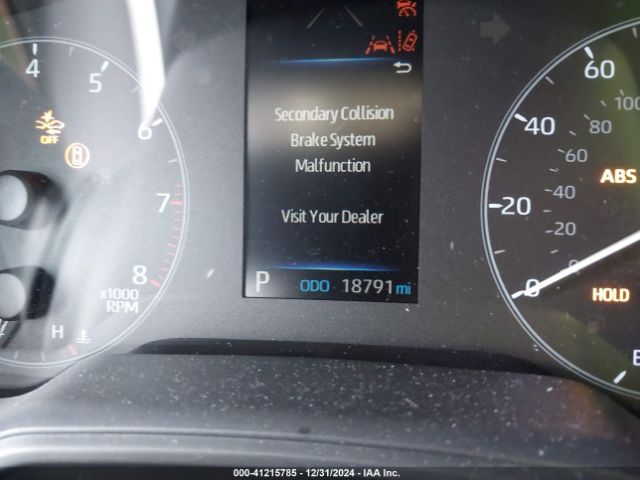 4 5 6 7 8
x1000
RPM
OFF
H
Secondary Collision
Brake System
Malfunction
Visit Your Dealer
P ODO 18791 mi
60
40
20
0
100
80
60
40
20
0
ABS
HOLD
E
000-41215785 - 12/31/2024 - IAA Inc.